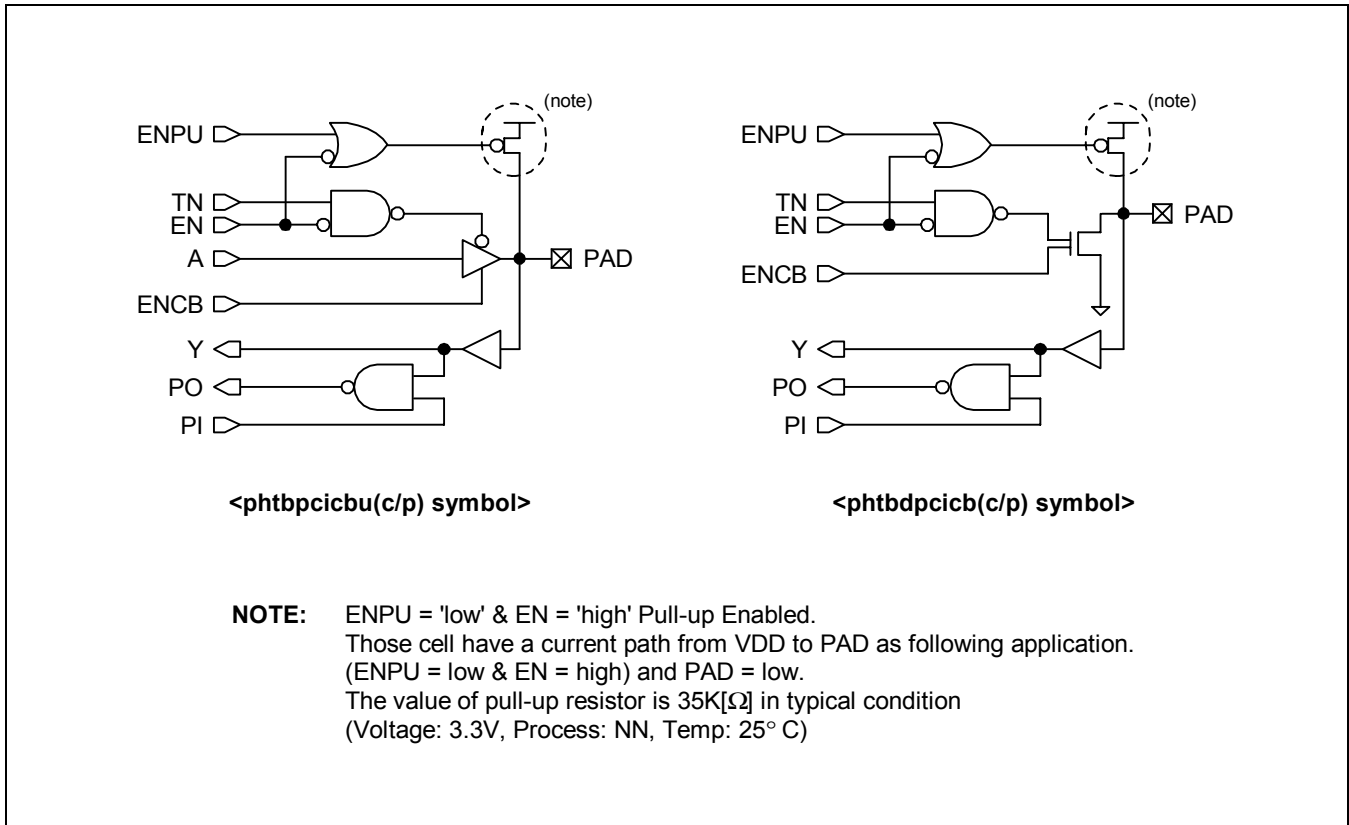 (note)
ENPU
TN
EN
A
ENCB
Y
PO
PI
PAD
<phtbpcicbu(c/p) symbol>
(note)
ENPU
TN
EN
ENCB
Y
PO
PI
PAD
<phtbdpcicb(c/p) symbol>
NOTE: ENPU = 'low' & EN = 'high' Pull-up Enabled.
Those cell have a current path from VDD to PAD as following application.
(ENPU = low & EN = high) and PAD = low.
The value of pull-up resistor is 35K[Ω] in typical condition
(Voltage: 3.3V, Process: NN, Temp: 25° C)